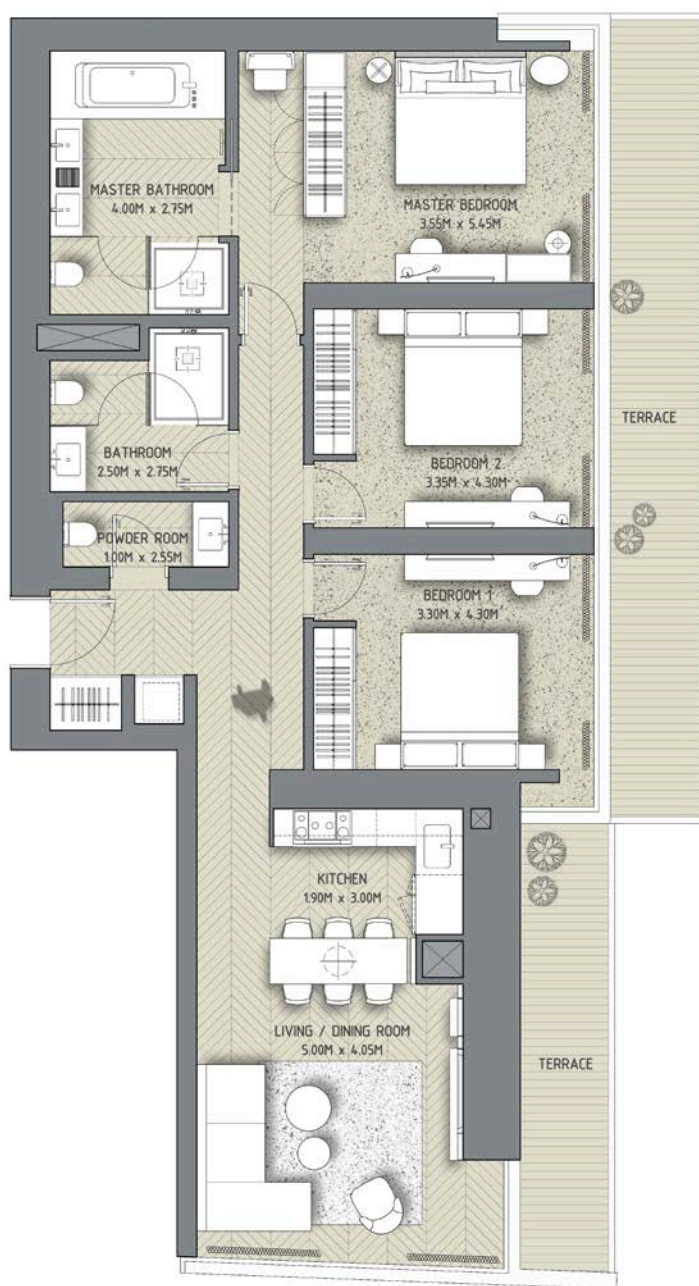 MASTER BATHROOM
4.00M x 2.75M
MASTER BEDROOM
3.55M x 5.45M
TERRACE
BATHROOM
2.50M x 2.75M
BEDROOM 2
3.35M x 4.30M
POWDER ROOM
1.00M x 2.55M
BEDROOM 1
3.30M x 4.30M
KITCHEN
1.90M x 3.00M
LIVING / DINING ROOM
5.00M x 4.05M
TERRACE